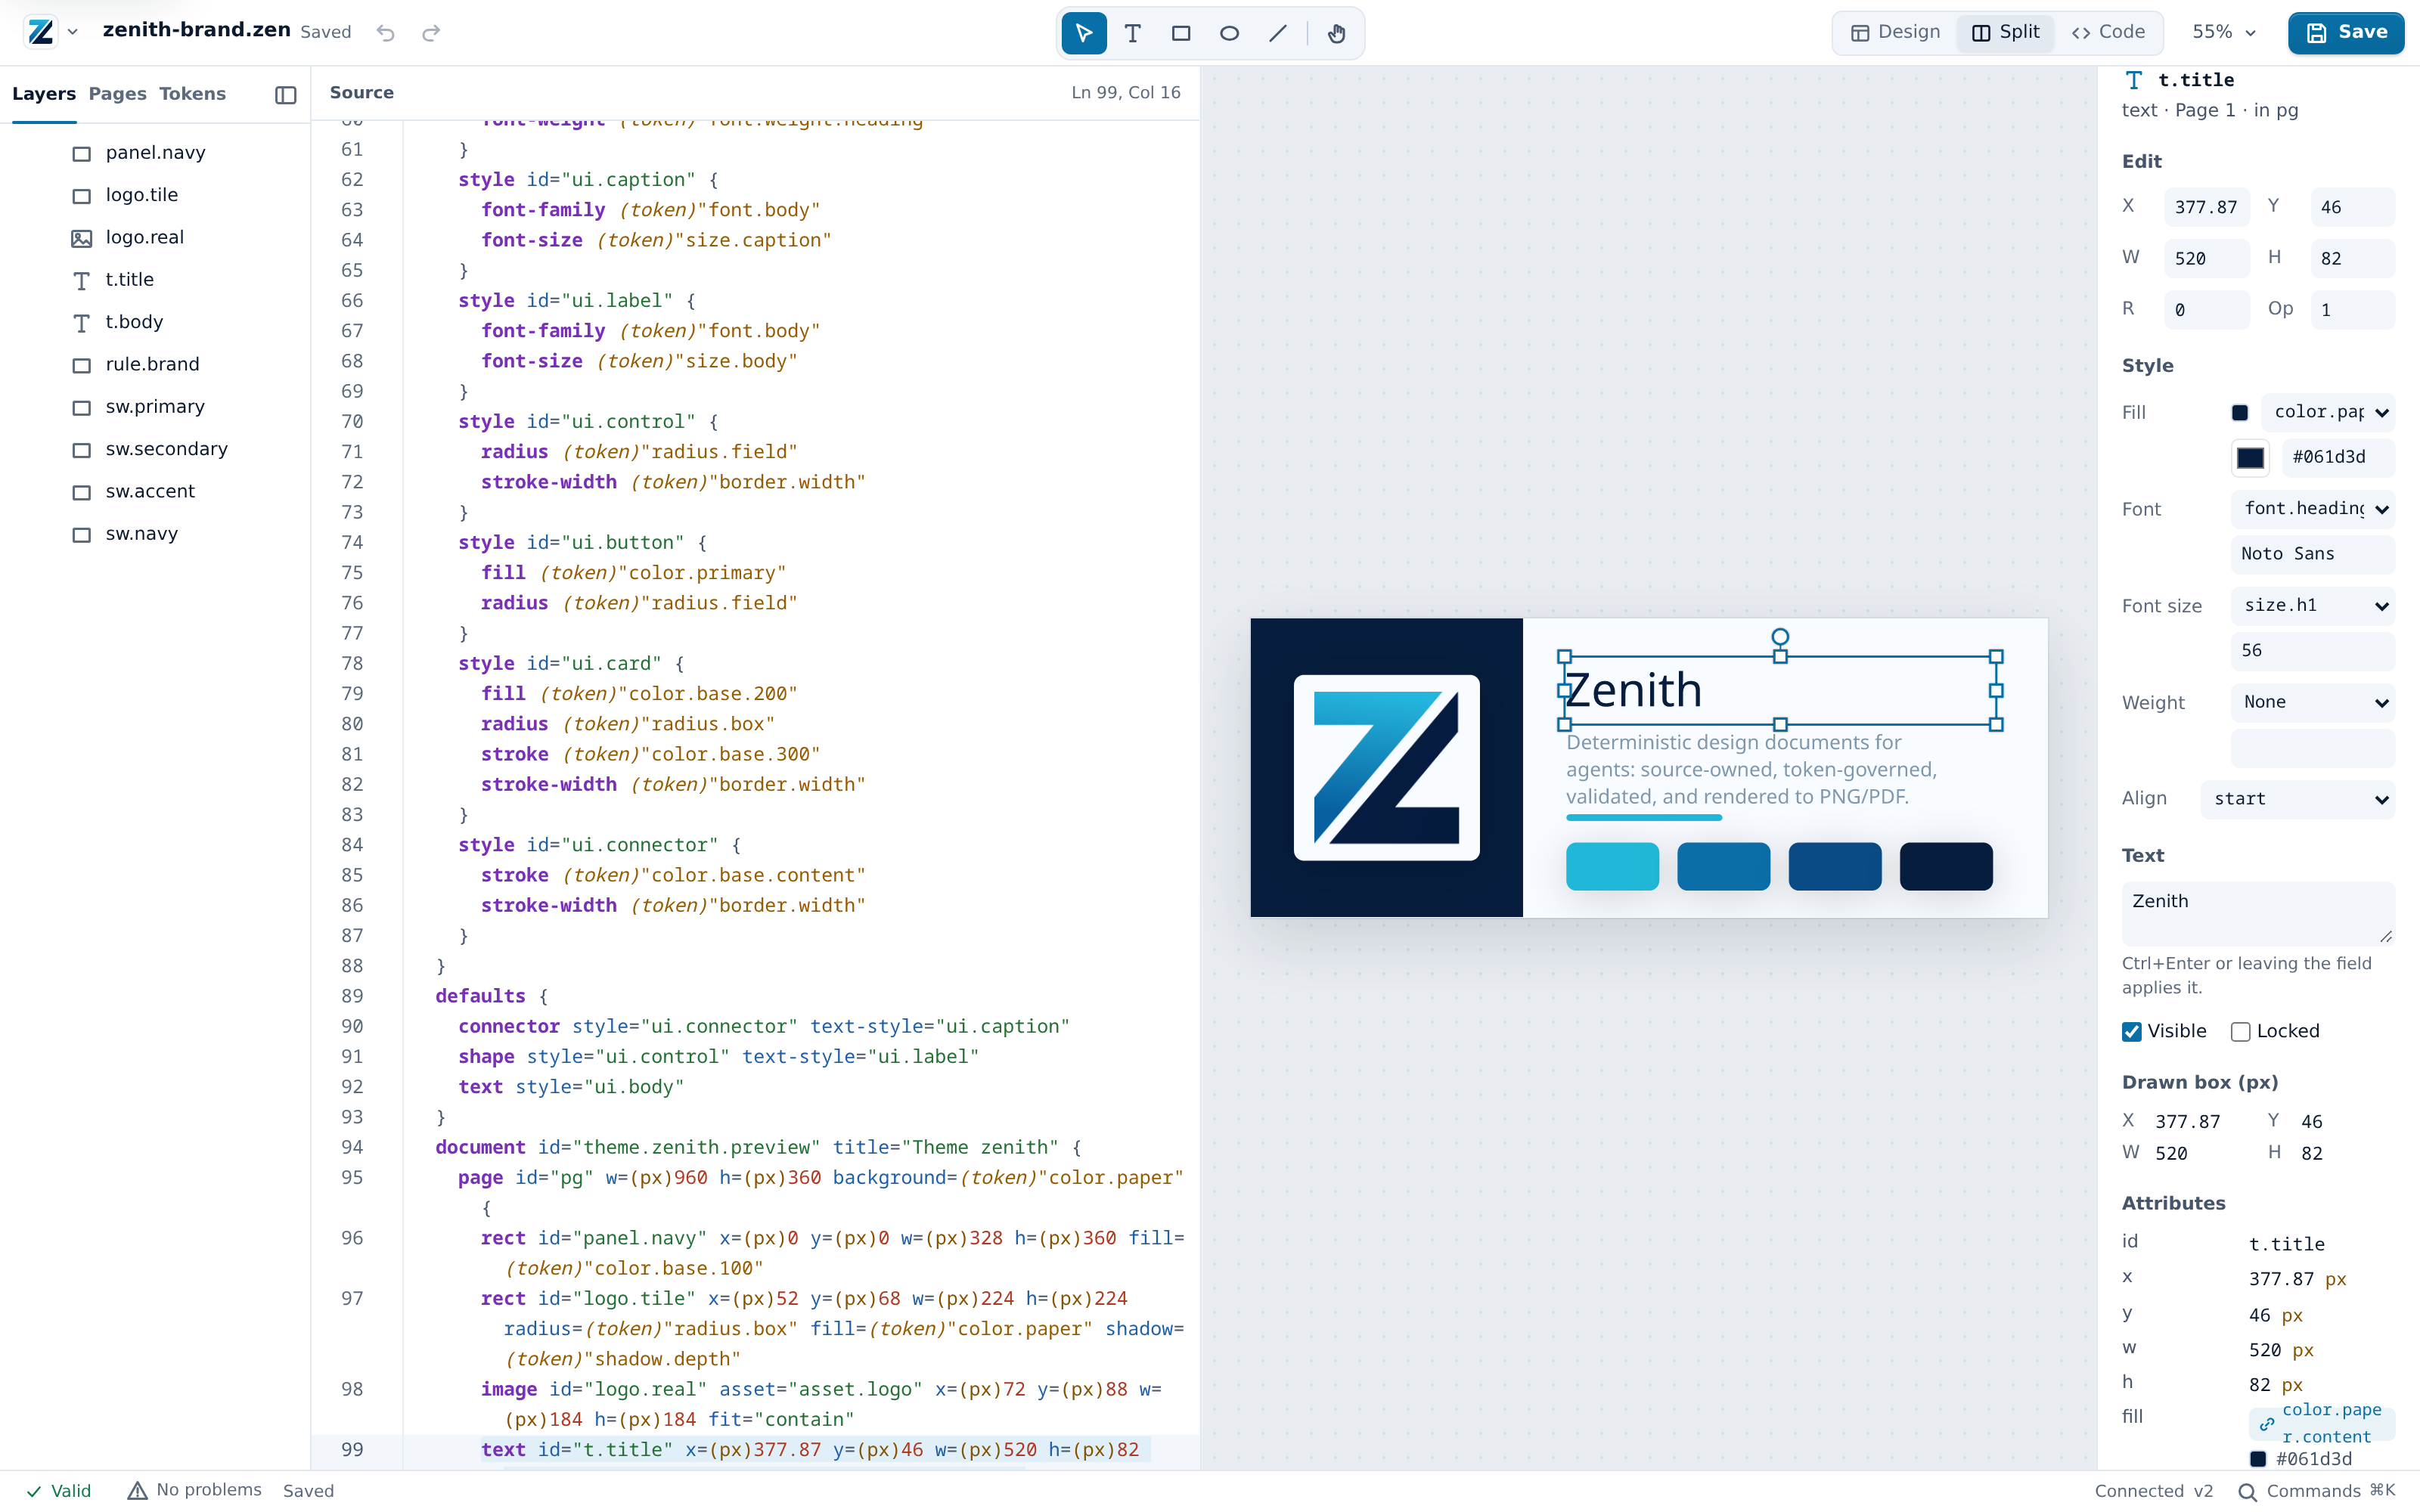 zenith-brand.zen Saved
Design Split Code 55% Save
Layers Pages Tokens
panel.navy
logo.tile
logo.real
t.title
t.body
rule.brand
sw.primary
sw.secondary
sw.accent
sw.navy
Source Ln 99, Col 16
60 font-weight (token)"font.weight.heading"
61 }
62 style id="ui.caption" {
63 font-family (token)"font.body"
64 font-size (token)"size.caption"
65 }
66 style id="ui.label" {
67 font-family (token)"font.body"
68 font-size (token)"size.body"
69 }
70 style id="ui.control" {
71 radius (token)"radius.field"
72 stroke-width (token)"border.width"
73 }
74 style id="ui.button" {
75 fill (token)"color.primary"
76 radius (token)"radius.field"
77 }
78 style id="ui.card" {
79 fill (token)"color.base.200"
80 radius (token)"radius.box"
81 stroke (token)"color.base.300"
82 stroke-width (token)"border.width"
83 }
84 style id="ui.connector" {
85 stroke (token)"color.base.content"
86 stroke-width (token)"border.width"
87 }
88 }
89 defaults {
90 connector style="ui.connector" text-style="ui.caption"
91 shape style="ui.control" text-style="ui.label"
92 text style="ui.body"
93 }
94 document id="theme.zenith.preview" title="Theme zenith" {
95 page id="pg" w=(px)960 h=(px)360 background=(token)"color.paper"
{
96 rect id="panel.navy" x=(px)0 y=(px)0 w=(px)328 h=(px)360 fill=
(token)"color.base.100"
97 rect id="logo.tile" x=(px)52 y=(px)68 w=(px)224 h=(px)224
radius=(token)"radius.box" fill=(token)"color.paper" shadow=
(token)"shadow.depth"
98 image id="logo.real" asset="asset.logo" x=(px)72 y=(px)88 w=
(px)184 h=(px)184 fit="contain"
99 text id="t.title" x=(px)377.87 y=(px)46 w=(px)520 h=(px)82
Zenith
Deterministic design documents for
agents: source-owned, token-governed,
validated, and rendered to PNG/PDF.
t.title
text · Page 1 · in pg
Edit
X 377.87 Y 46
W 520 H 82
R 0 Op 1
Style
Fill color.pap
#061d3d
Font font.heading
Noto Sans
Font size size.h1
56
Weight None
Align start
Text
Zenith
Ctrl+Enter or leaving the field
applies it.
Visible Locked
Drawn box (px)
X 377.87 Y 46
W 520 H 82
Attributes
id t.title
x 377.87 px
y 46 px
w 520 px
h 82 px
fill color.pape
r.content
#061d3d
Valid No problems Saved
Connected v2 Commands ⌘K